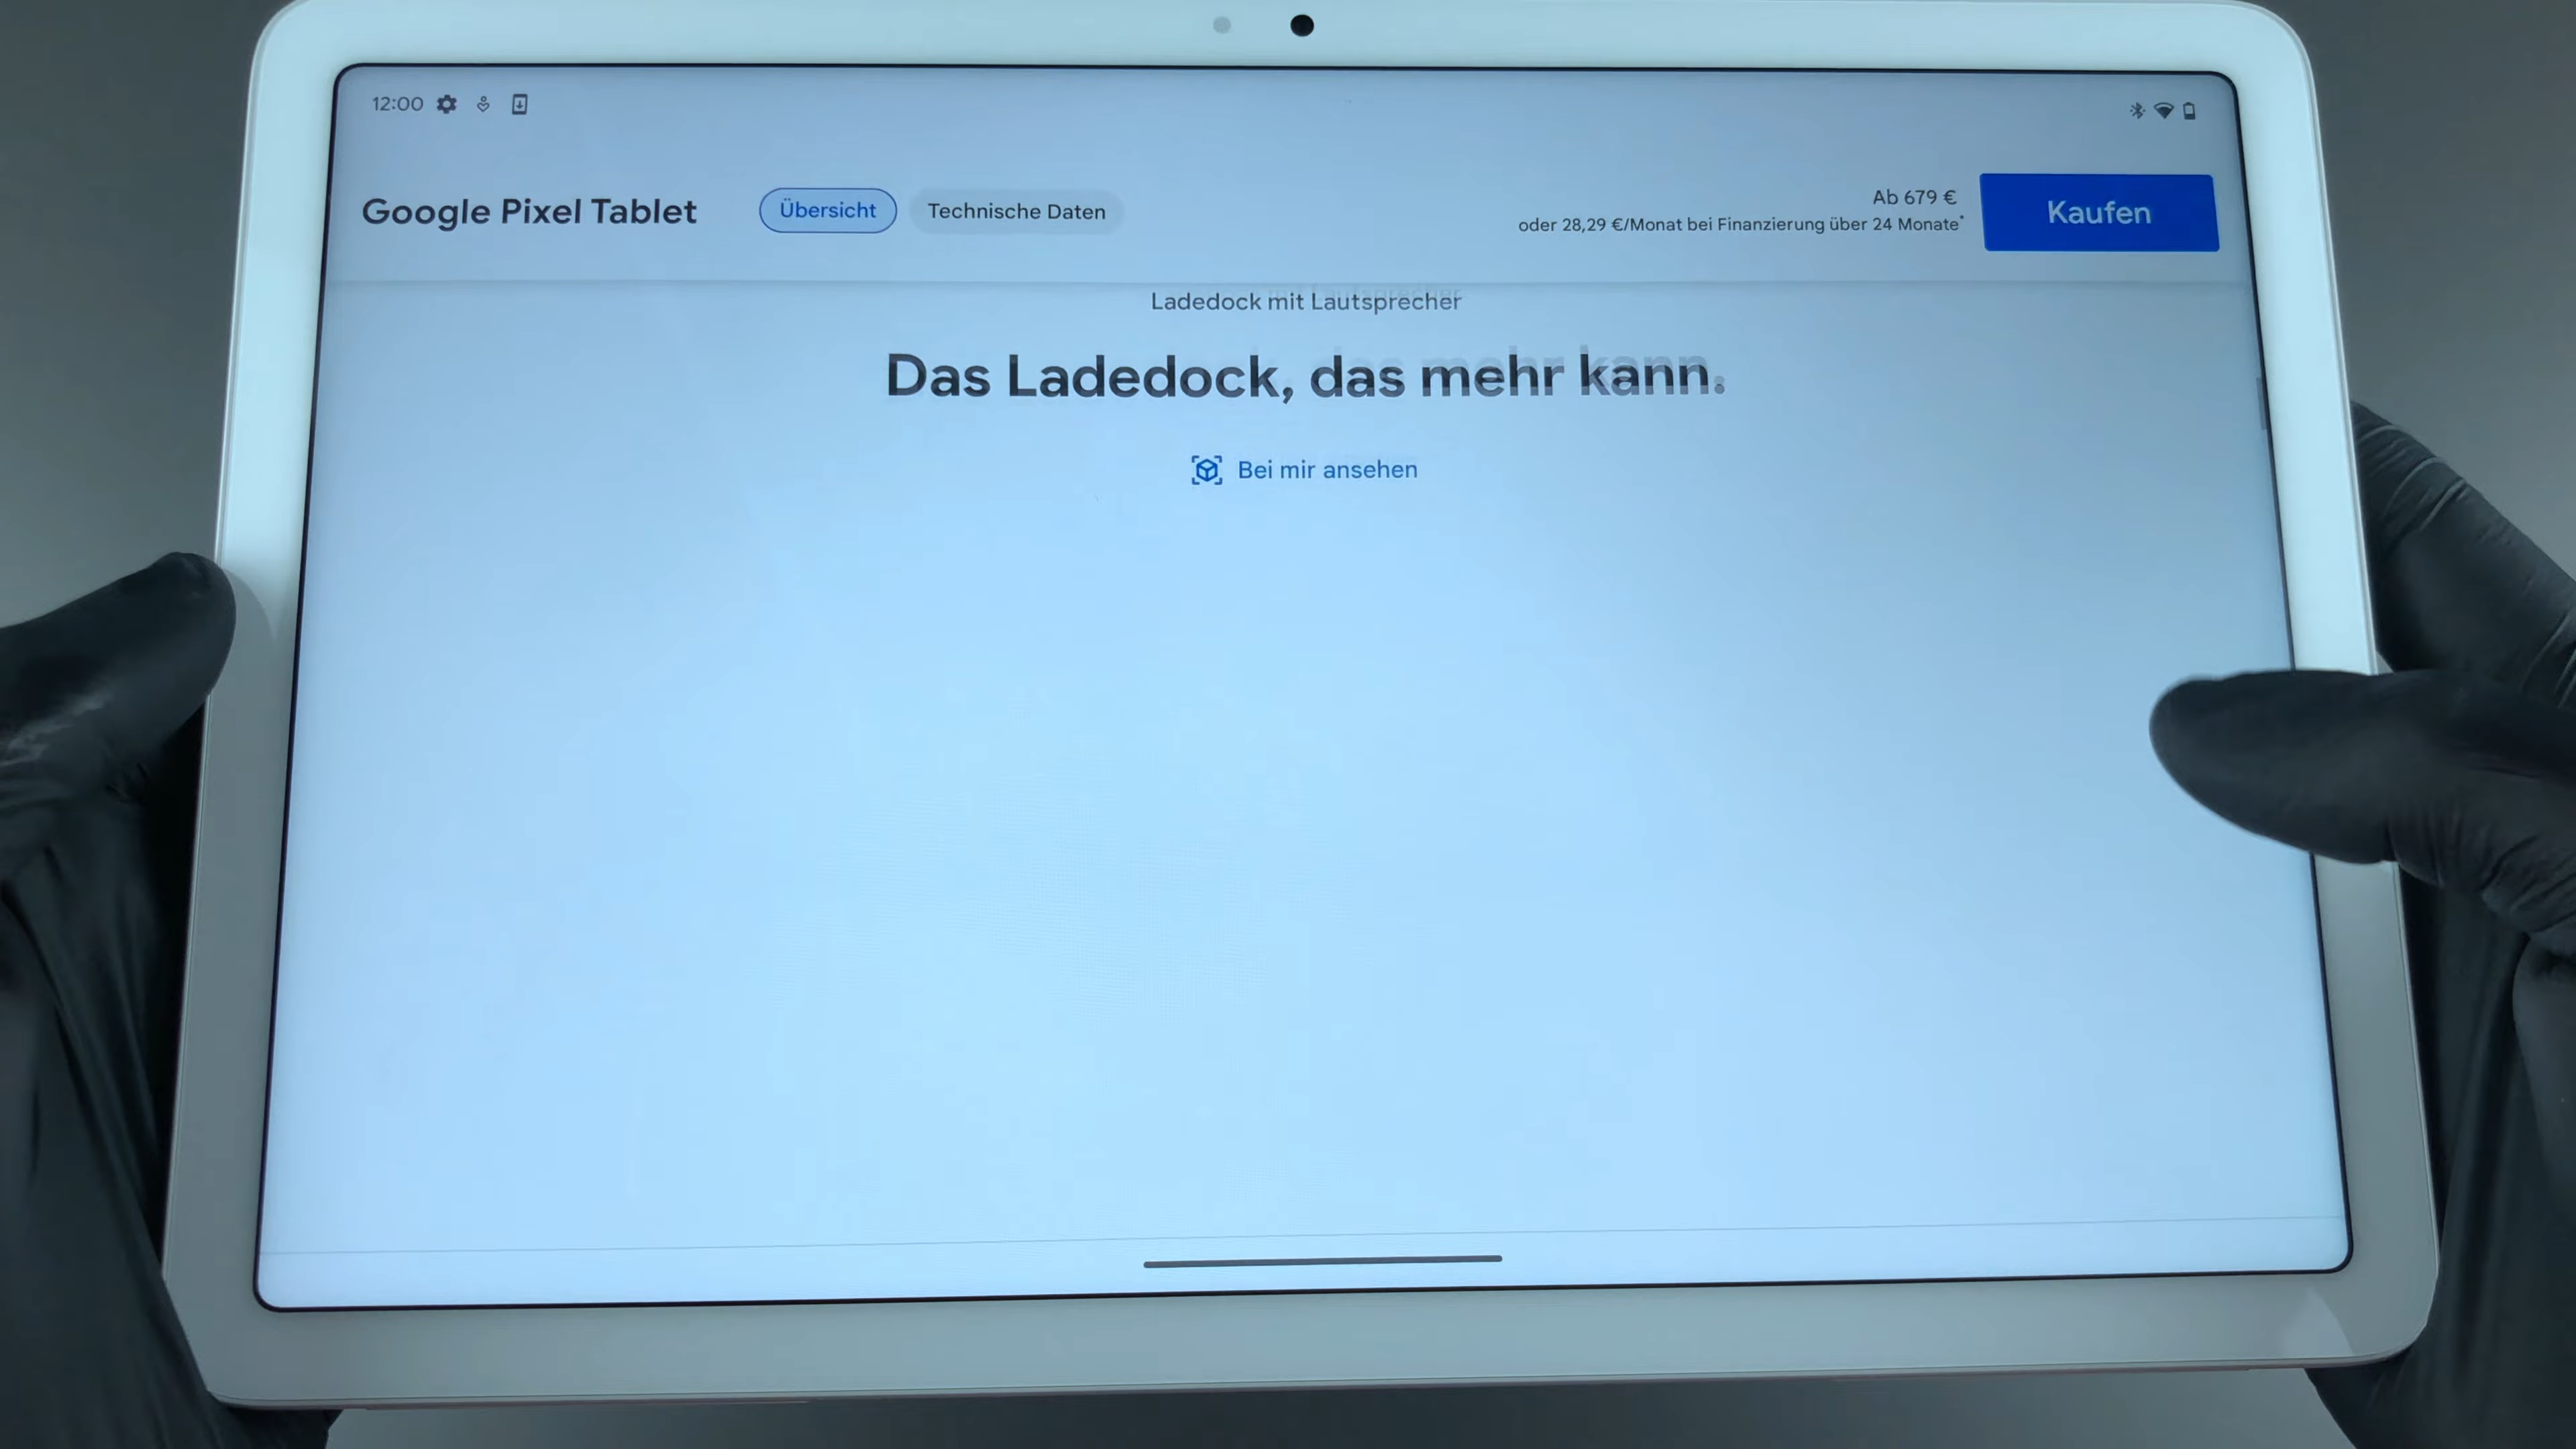 12:00
Google Pixel Tablet
Übersicht
Technische Daten
Ab 679 €
oder 28,29 €/Monat bei Finanzierung über 24 Monate*
Kaufen
Ladedock mit Lautsprecher
Das Ladedock, das mehr kann.
Bei mir ansehen